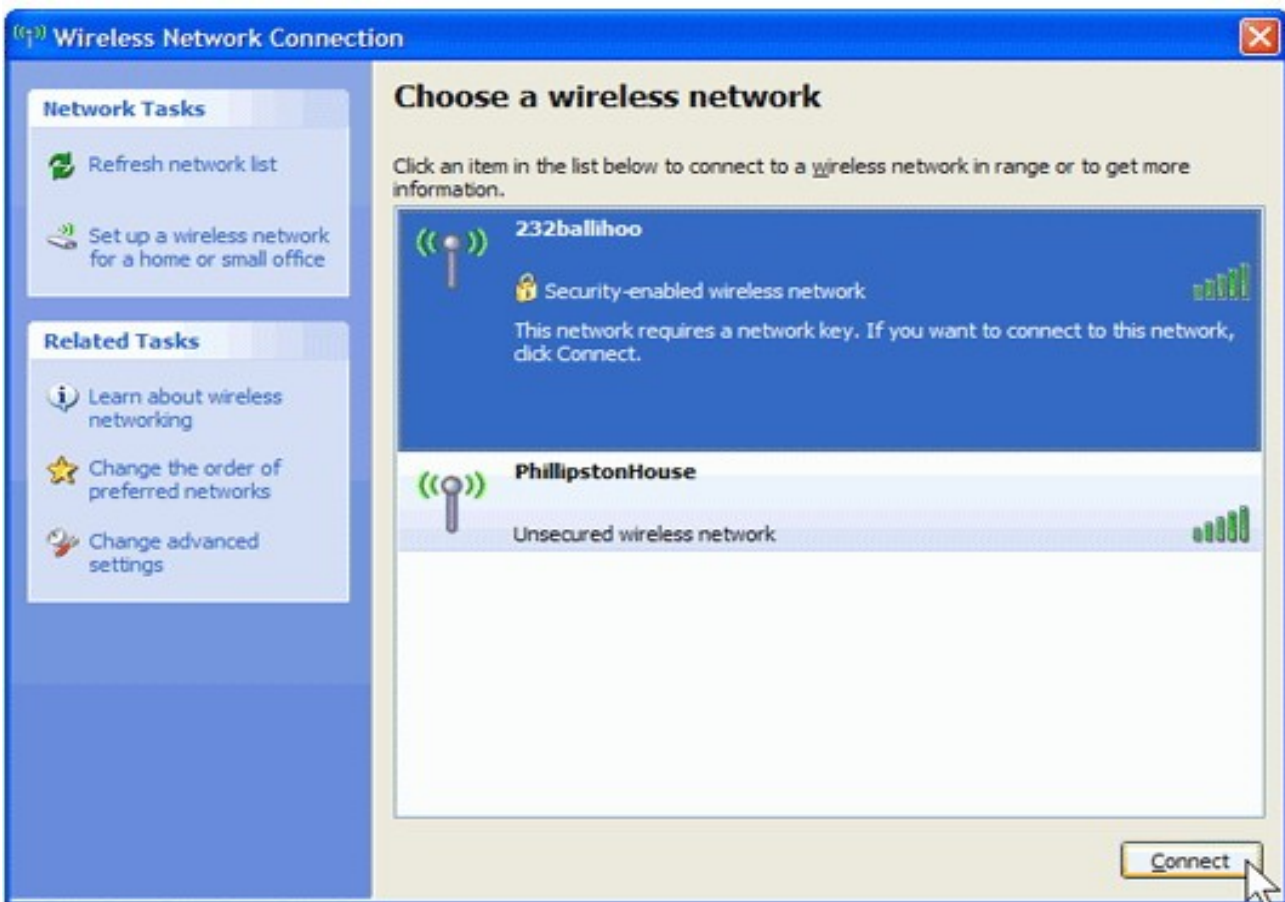 Wireless Network Connection
Network Tasks
Refresh network list
Set up a wireless network
for a home or small office
Related Tasks
Learn about wireless
networking
Change the order of
preferred networks
Change advanced
settings
Choose a wireless network
Click an item in the list below to connect to a wireless network in range or to get more
information.
232ballihoo
Security-enabled wireless network
This network requires a network key. If you want to connect to this network,
click Connect.
PhillipstonHouse
Unsecured wireless network
Connect